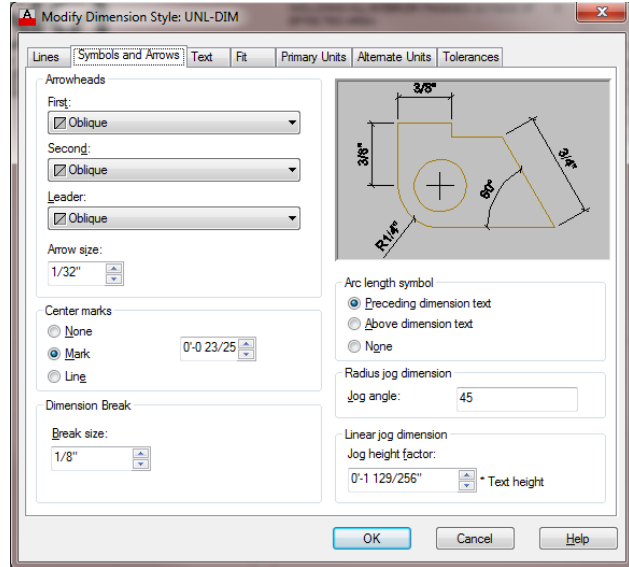 A Modify Dimension Style: UNL-DIM
Lines Symbols and Arrows Text Fit Primary Units Alternate Units Tolerances
Arrowheads
First:
Oblique
Second:
Oblique
Leader:
Oblique
Arrow size:
1/32"
Center marks
None
Mark
Line
0'-0 23/25
Dimension Break
Break size:
1/8"
3/8"
3/8"
3/4"
60°
R1/4"
Arc length symbol
Preceding dimension text
Above dimension text
None
Radius jog dimension
Jog angle: 45
Linear jog dimension
Jog height factor:
0'-1 129/256" * Text height
OK Cancel Help